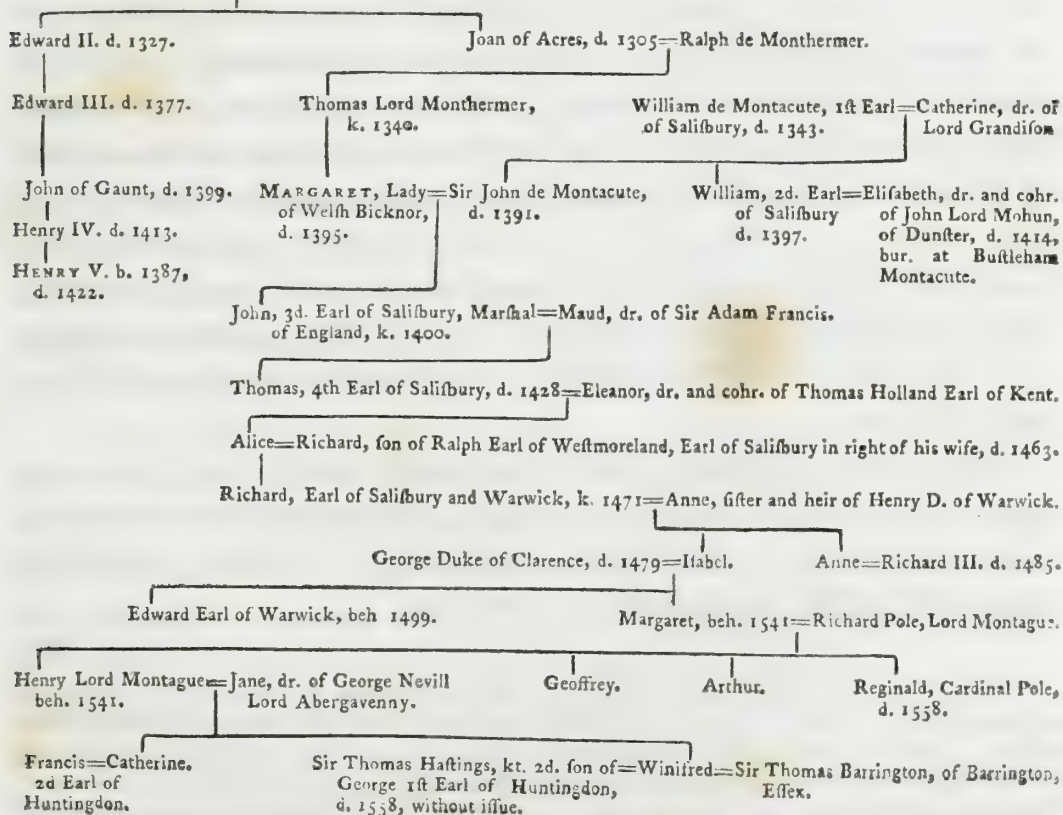 Edward II. d. 1327.
Joan of Acres, d. 1305=Ralph de Monthermer.
Edward III. d. 1377.
Thomas Lord Monthermer,
k. 1340.
William de Montacute, 1ſt Earl=Catherine, dr. of
of Saliſbury, d. 1343. Lord Grandiſon
John of Gaunt, d. 1399.
Henry IV. d. 1413.
HENRY V. b. 1387,
d. 1422.
MARGARET, Lady=Sir John de Montacute,
of Welſh Bicknor, d. 1391.
d. 1395.
William, 2d. Earl=Eliſabeth, dr. and cohr.
of Saliſbury of John Lord Mohun,
d. 1397. of Dunſter, d. 1414,
bur. at Buſtleham
Montacute.
John, 3d. Earl of Saliſbury, Marſhal=Maud, dr. of Sir Adam Francis.
of England, k. 1400.
Thomas, 4th Earl of Saliſbury, d. 1428=Eleanor, dr. and cohr. of Thomas Holland Earl of Kent.
Alice=Richard, ſon of Ralph Earl of Weſtmoreland, Earl of Saliſbury in right of his wife, d. 1463.
Richard, Earl of Saliſbury and Warwick, k. 1471=Anne, ſiſter and heir of Henry D. of Warwick.
George Duke of Clarence, d. 1479=Iſabel.
Anne=Richard III. d. 1485.
Edward Earl of Warwick, beh 1499.
Margaret, beh. 1541=Richard Pole, Lord Montague.
Henry Lord Montague=Jane, dr. of George Nevill
beh. 1541. Lord Abergavenny.
Geoffrey.
Arthur.
Reginald, Cardinal Pole,
d. 1558.
Francis=Catherine.
2d Earl of
Huntingdon.
Sir Thomas Haſtings, kt. 2d. ſon of=Winifred=Sir Thomas Barrington, of Barrington,
George 1ſt Earl of Huntingdon, Eſſex.
d. 1558, without iſſue.